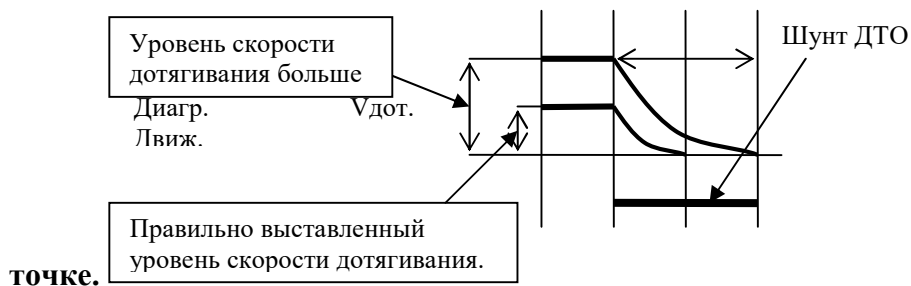 Уровень скорости
дотягивания больше
Шунт ДТО
Диагр. Vдот.
Движ.
Правильно выставленный
уровень скорости дотягивания.
точке.